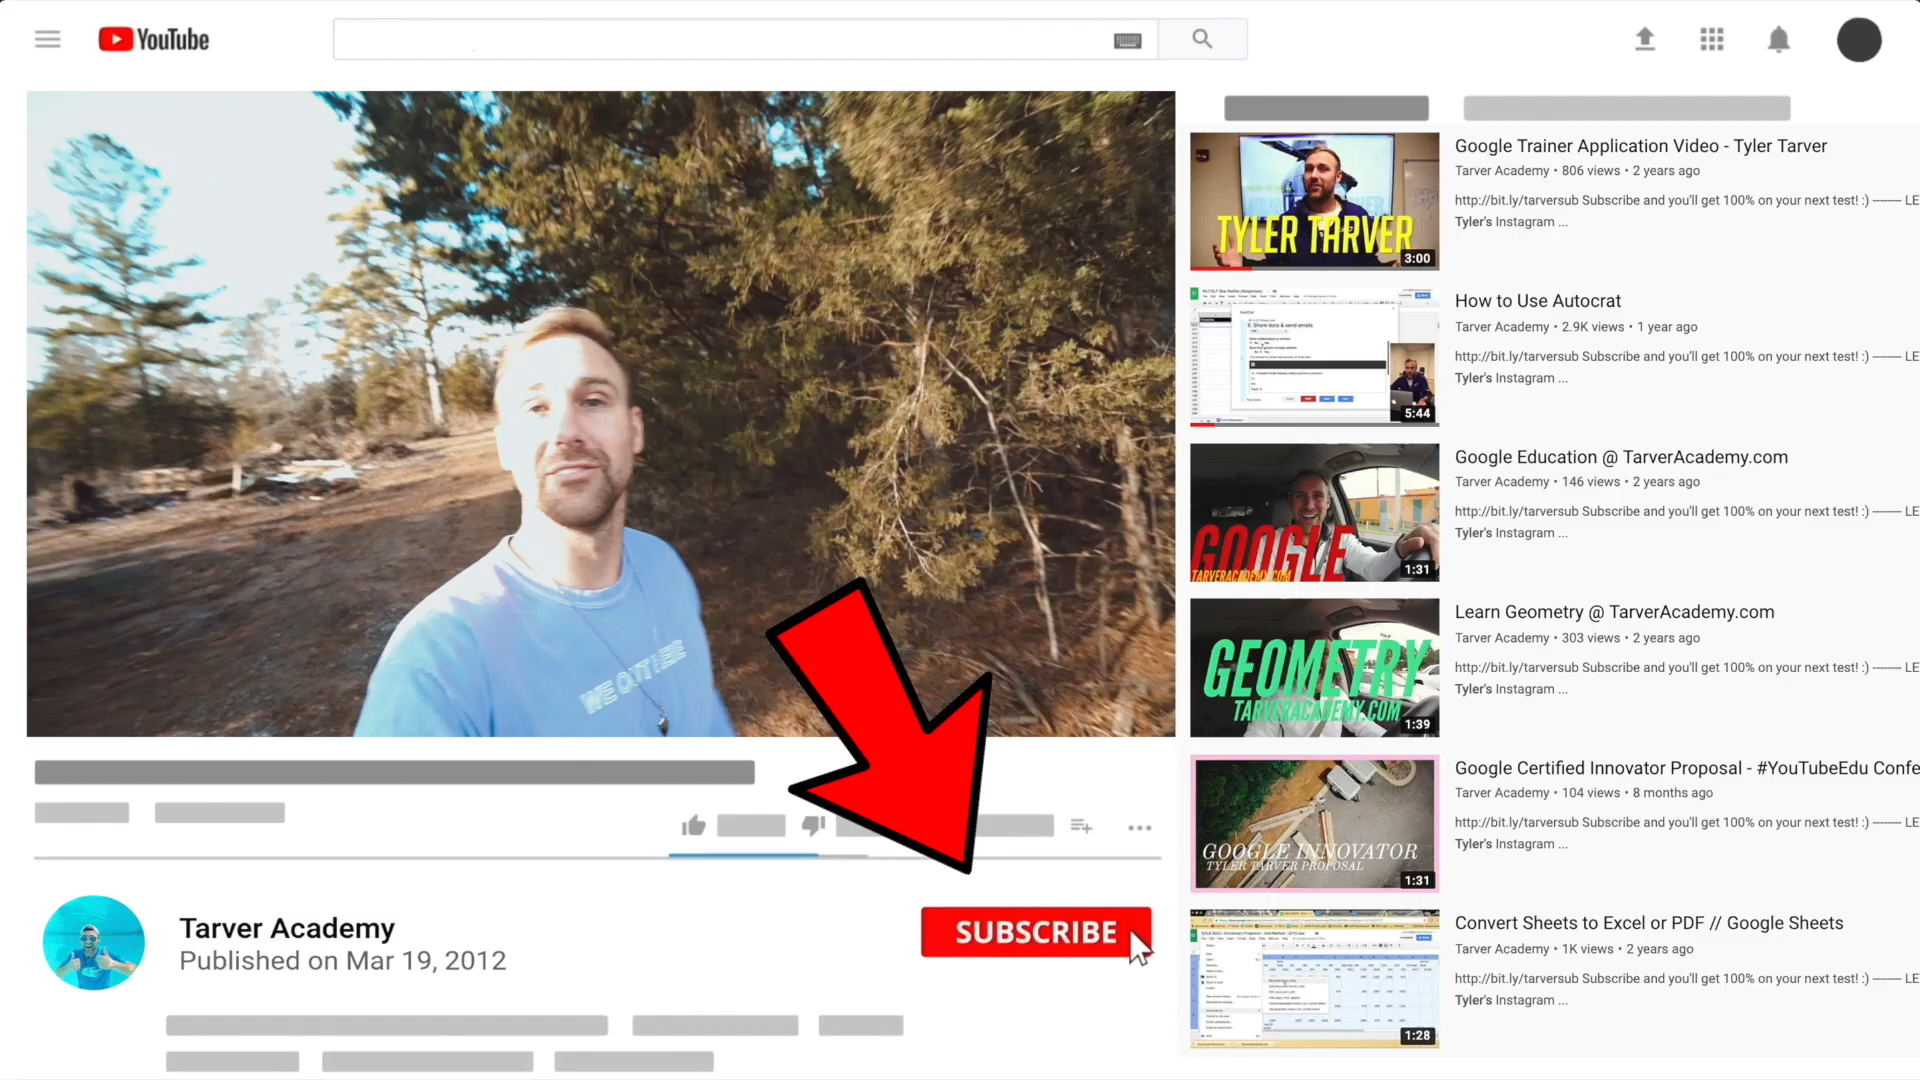 YouTube
WE OUT HERE
Tarver Academy
Published on Mar 19, 2012
SUBSCRIBE
TYLER TARVER
3:00
Google Trainer Application Video - Tyler Tarver
Tarver Academy • 806 views • 2 years ago
http://bit.ly/tarversub Subscribe and you'll get 100% on your next test! :) ------- LE
Tyler's Instagram ...
8. Share docs & send emails
5:44
How to Use Autocrat
Tarver Academy • 2.9K views • 1 year ago
http://bit.ly/tarversub Subscribe and you'll get 100% on your next test! :) ------- LE
Tyler's Instagram ...
GOOGLE
TARVERACADEMY.COM
1:31
Google Education @ TarverAcademy.com
Tarver Academy • 146 views • 2 years ago
http://bit.ly/tarversub Subscribe and you'll get 100% on your next test! :) ------- LE
Tyler's Instagram ...
GEOMETRY
TARVERACADEMY.COM
1:39
Learn Geometry @ TarverAcademy.com
Tarver Academy • 303 views • 2 years ago
http://bit.ly/tarversub Subscribe and you'll get 100% on your next test! :) ------- LE
Tyler's Instagram ...
GOOGLE INNOVATOR
TYLER TARVER PROPOSAL
1:31
Google Certified Innovator Proposal - #YouTubeEdu Confe
Tarver Academy • 104 views • 8 months ago
http://bit.ly/tarversub Subscribe and you'll get 100% on your next test! :) ------- LE
Tyler's Instagram ...
1:28
Convert Sheets to Excel or PDF // Google Sheets
Tarver Academy • 1K views • 2 years ago
http://bit.ly/tarversub Subscribe and you'll get 100% on your next test! :) ------- LE
Tyler's Instagram ...